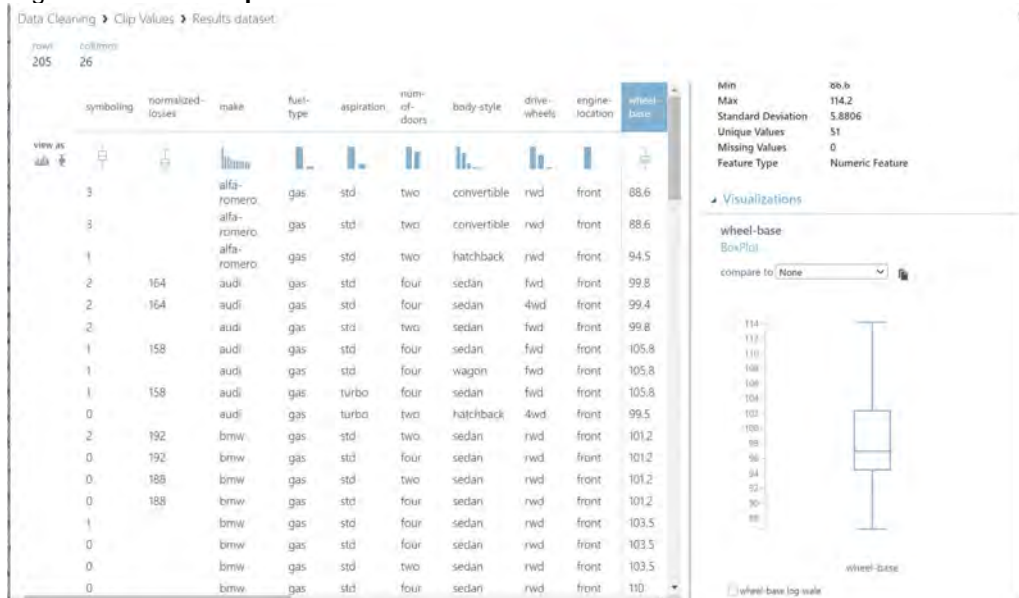 Data Cleaning › Clip Values › Results dataset
rows columns
205 26
symboling normalized-losses make fuel-type aspiration num-of-doors body-style drive-wheels engine-location wheel-base
view as
3 alfa-romero gas std two convertible rwd front 88.6
3 alfa-romero gas std two convertible rwd front 88.6
1 alfa-romero gas std two hatchback rwd front 94.5
2 164 audi gas std four sedan fwd front 99.8
2 164 audi gas std four sedan 4wd front 99.4
2 audi gas std two sedan fwd front 99.8
1 158 audi gas std four sedan fwd front 105.8
1 audi gas std four wagon fwd front 105.8
1 158 audi gas turbo four sedan fwd front 105.8
0 audi gas turbo two hatchback 4wd front 99.5
2 192 bmw gas std two sedan rwd front 101.2
0 192 bmw gas std four sedan rwd front 101.2
0 188 bmw gas std two sedan rwd front 101.2
0 188 bmw gas std four sedan rwd front 101.2
1 bmw gas std four sedan rwd front 103.5
0 bmw gas std four sedan rwd front 103.5
0 bmw gas std two sedan rwd front 103.5
0 bmw gas std four sedan rwd front 110
Min 86.6
Max 114.2
Standard Deviation 5.8806
Unique Values 51
Missing Values 0
Feature Type Numeric Feature
Visualizations
wheel-base
BoxPlot
compare to None
114
112
110
108
106
104
102
100
98
96
94
92
90
88
wheel-base
wheel-base log scale